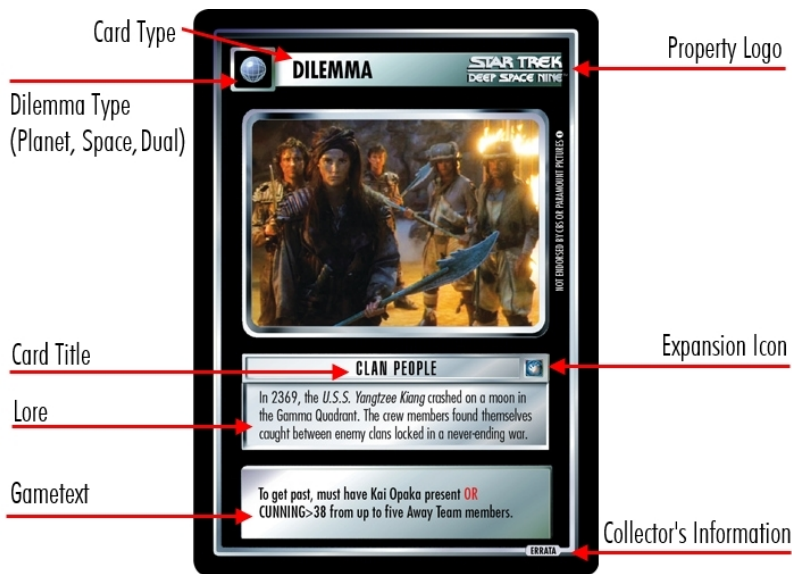 Card Type
Property Logo
DILEMMA
STAR TREK
DEEP SPACE NINE™
Dilemma Type
(Planet, Space, Dual)
NOT ENDORSED BY CBS OR PARAMOUNT PICTURES
Card Title
CLAN PEOPLE
Expansion Icon
Lore
In 2369, the U.S.S. Yangtzee Kiang crashed on a moon in
the Gamma Quadrant. The crew members found themselves
caught between enemy clans locked in a never-ending war.
Gametext
To get past, must have Kai Opaka present OR
CUNNING>38 from up to five Away Team members.
Collector's Information
ERRATA